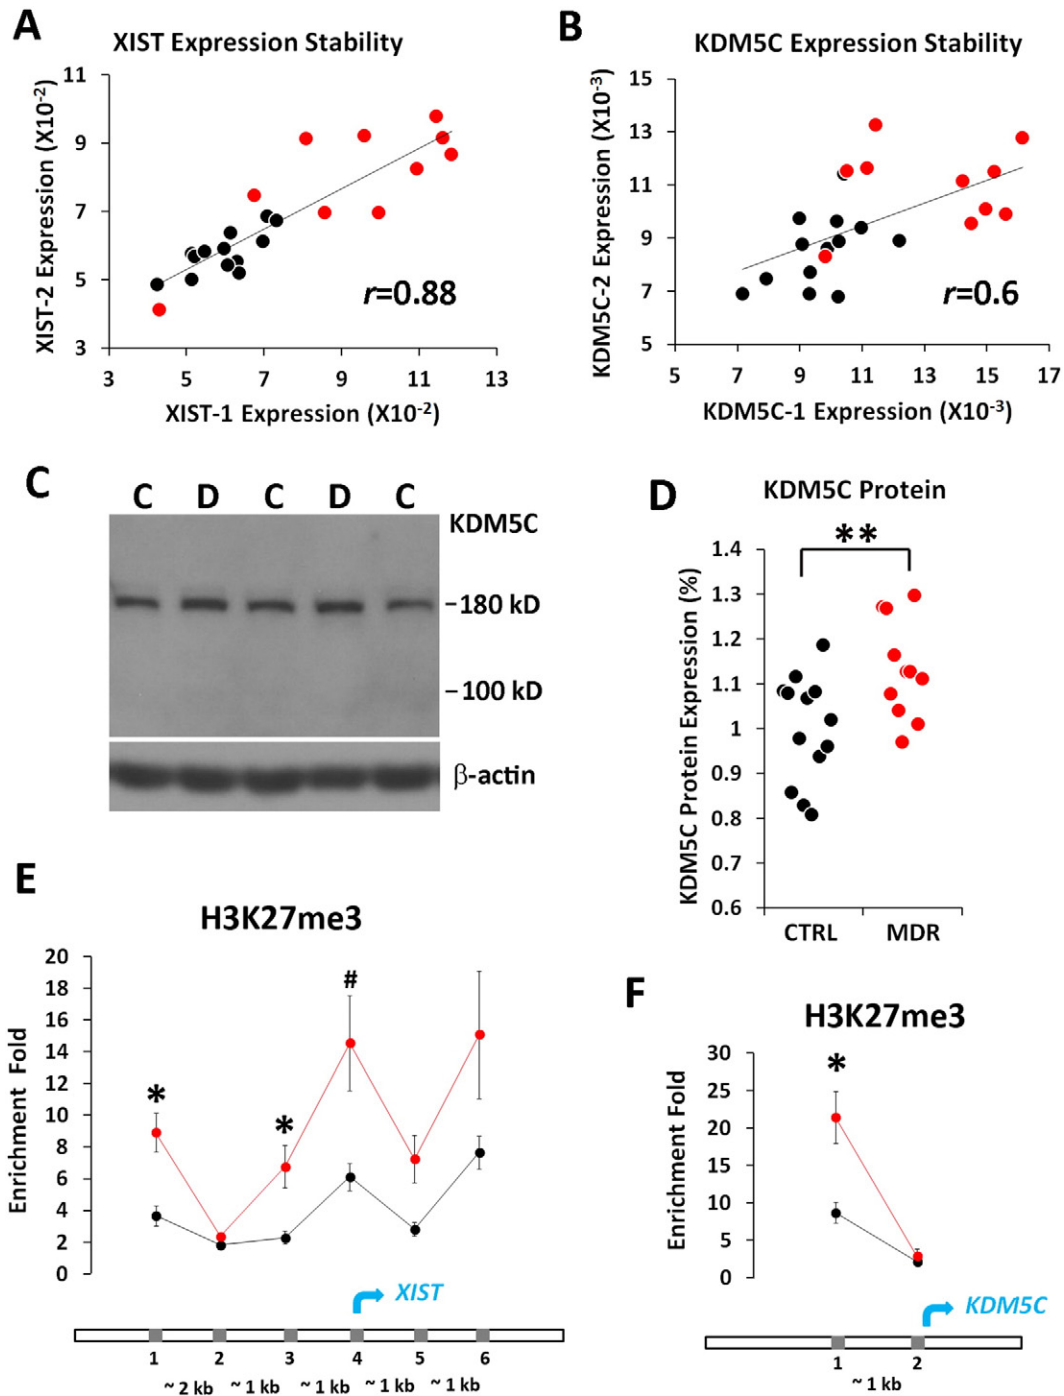 A
XIST Expression Stability
XIST-2 Expression (X10-2)
11
9
7
5
3
r=0.88
3 5 7 9 11 13
XIST-1 Expression (X10-2)
B
KDM5C Expression Stability
KDM5C-2 Expression (X10-3)
15
13
11
9
7
5
r=0.6
5 7 9 11 13 15 17
KDM5C-1 Expression (X10-3)
C
C D C D C
KDM5C
-180 kD
-100 kD
β-actin
D
KDM5C Protein
**
KDM5C Protein Expression (%)
1.4
1.3
1.2
1.1
1
0.9
0.8
0.7
0.6
CTRL MDR
E
H3K27me3
Enrichment Fold
20
18
16
14
12
10
8
6
4
2
0
* * #
XIST
1 2 3 4 5 6
~ 2 kb ~ 1 kb ~ 1 kb ~ 1 kb ~ 1 kb
F
H3K27me3
Enrichment Fold
30
25
20
15
10
5
0
*
KDM5C
1 2
~ 1 kb